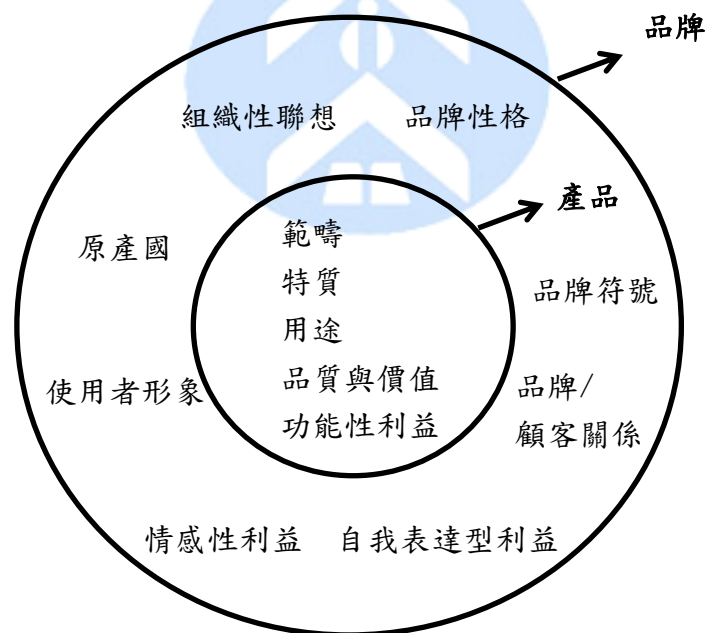 品牌
組織性聯想 品牌性格
產品
範疇
原產國
特質
品牌符號
用途
品質與價值
使用者形象
品牌/
顧客關係
功能性利益
情感性利益 自我表達型利益